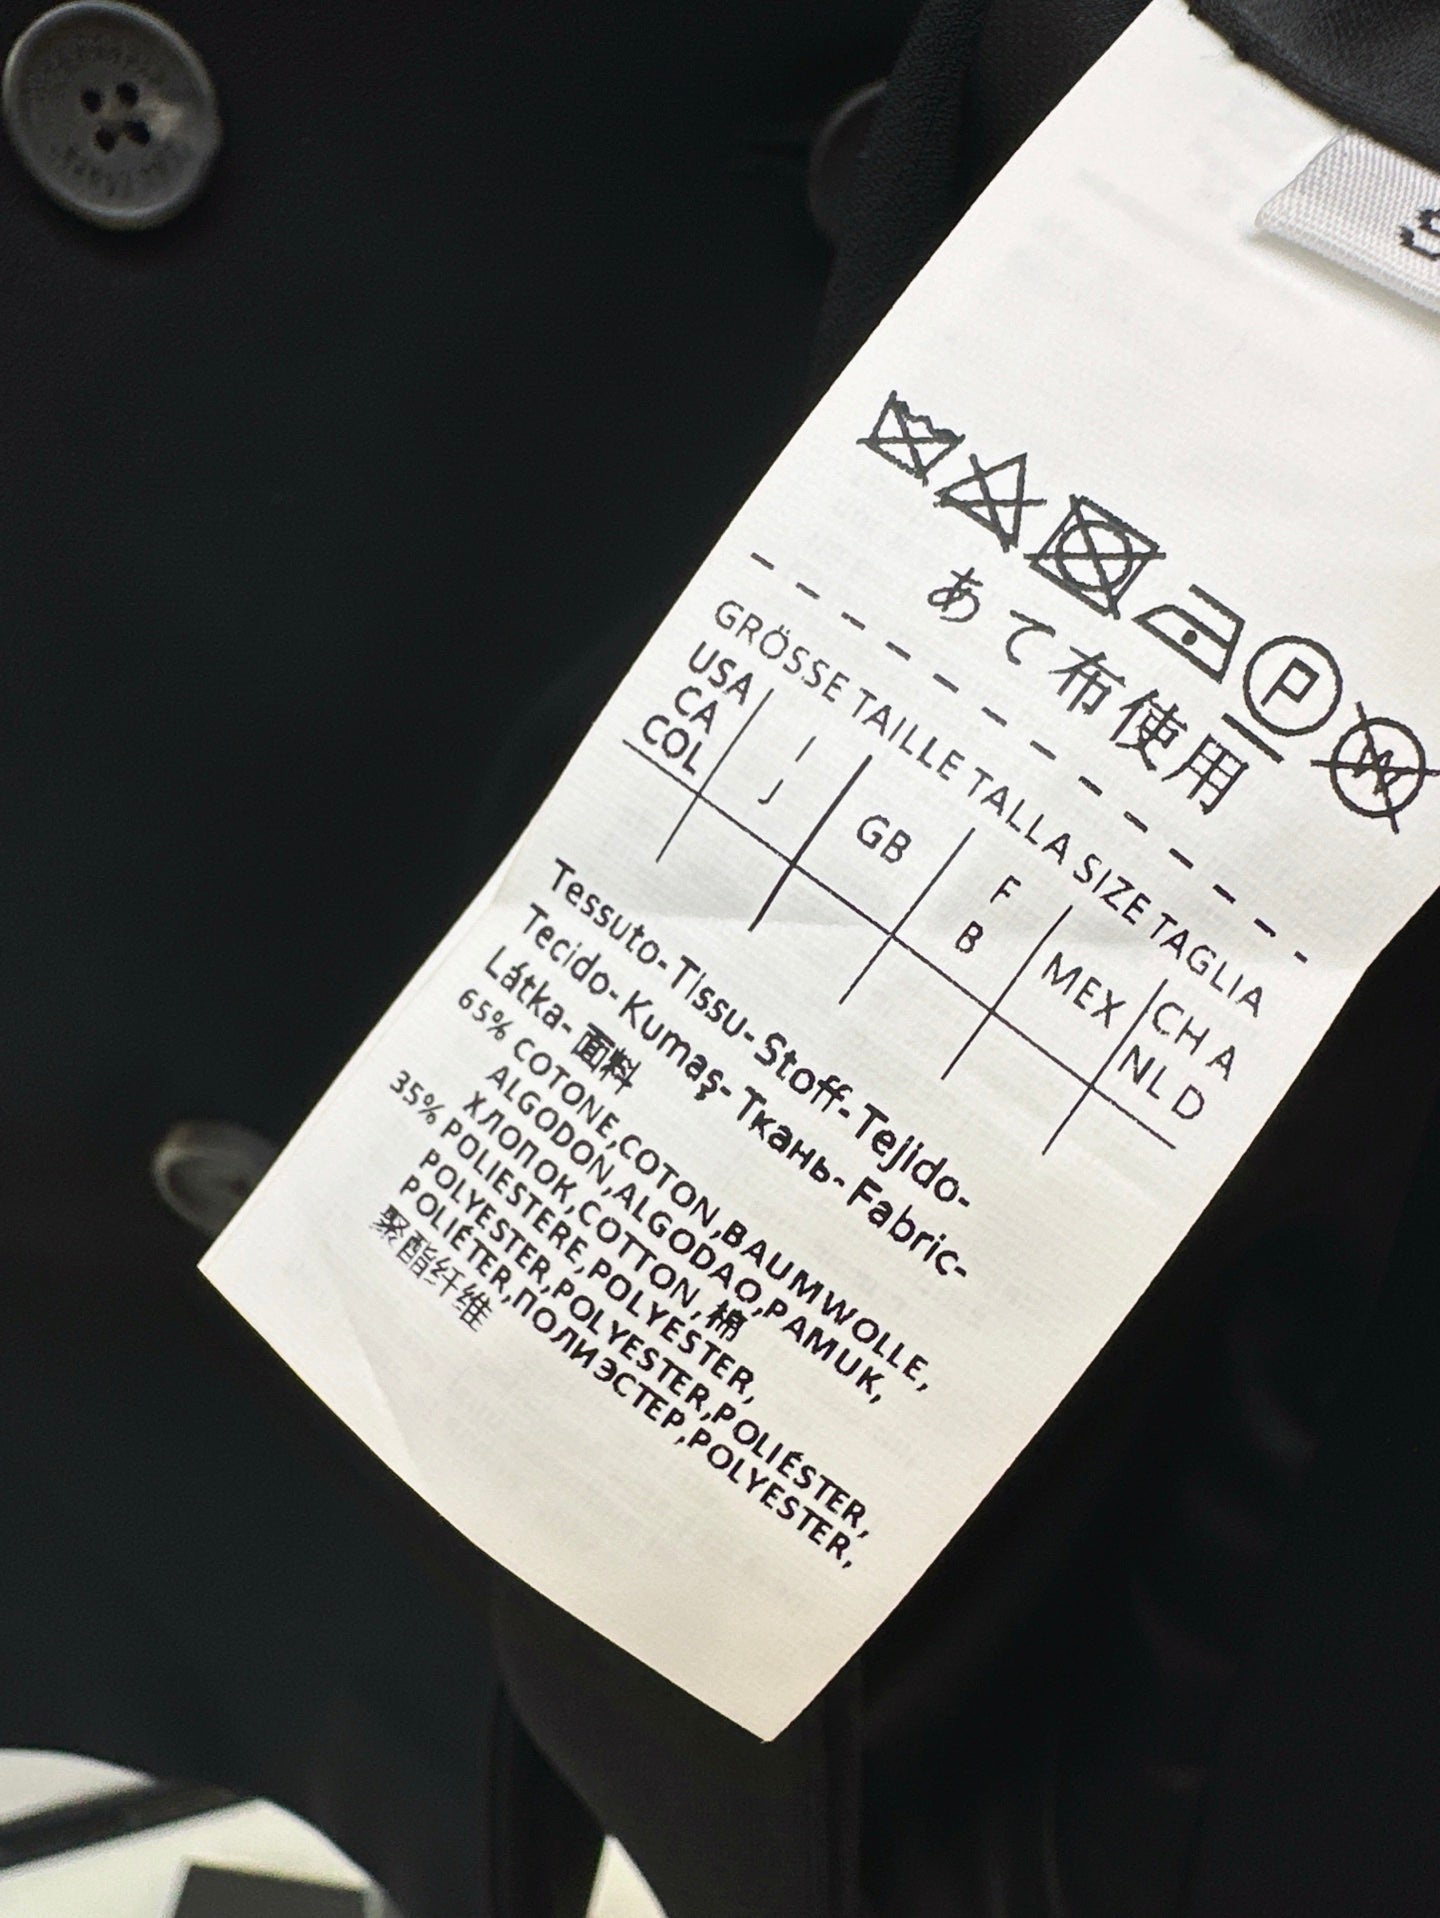 S
P
W
あて布使用
GRÖSSE TAILLE TALLA SIZE TAGLIA
USA CA COL
I J
GB
F B
MEX
CH A NL D
Tessuto-Tissu-Stoff-Tejido-
Tecido-Kumaş-Ткань-Fabric-
Látka-面料
65% COTONE,COTON,BAUMWOLLE,
ALGODON,ALGODAO,PAMUK,
ХЛОПОК,COTTON,棉
35% POLIESTERE,POLYESTER,
POLYESTER,POLYESTER,POLIÉSTER,
POLIÉTER,ПОЛИЭСТЕР,POLYESTER,
聚酯纤维